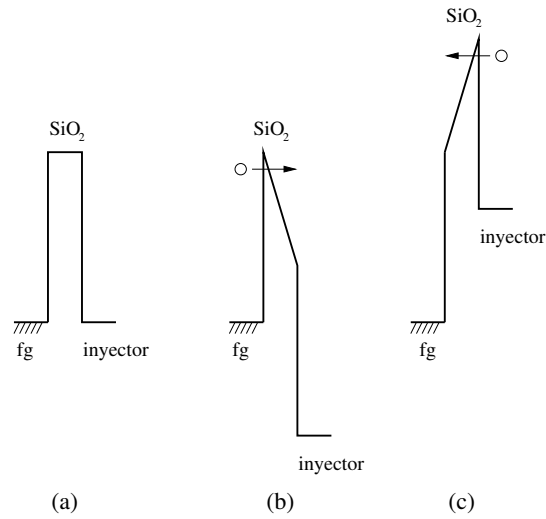 SiO2
SiO2
SiO2
fg
inyector
fg
inyector
fg
inyector
(a)
(b)
(c)